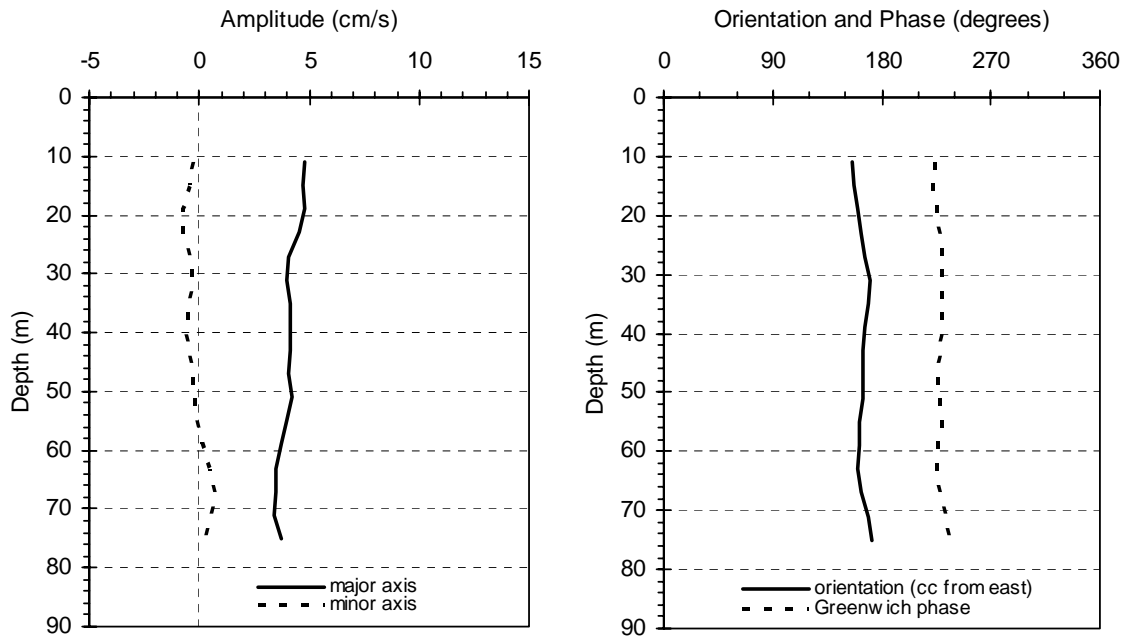 Amplitude (cm/s)
-5 0 5 10 15
0
10
20
30
40
50
60
70
80
90
Depth (m)
major axis
minor axis
Orientation and Phase (degrees)
0 90 180 270 360
0
10
20
30
40
50
60
70
80
90
Depth (m)
orientation (cc from east)
Greenwich phase